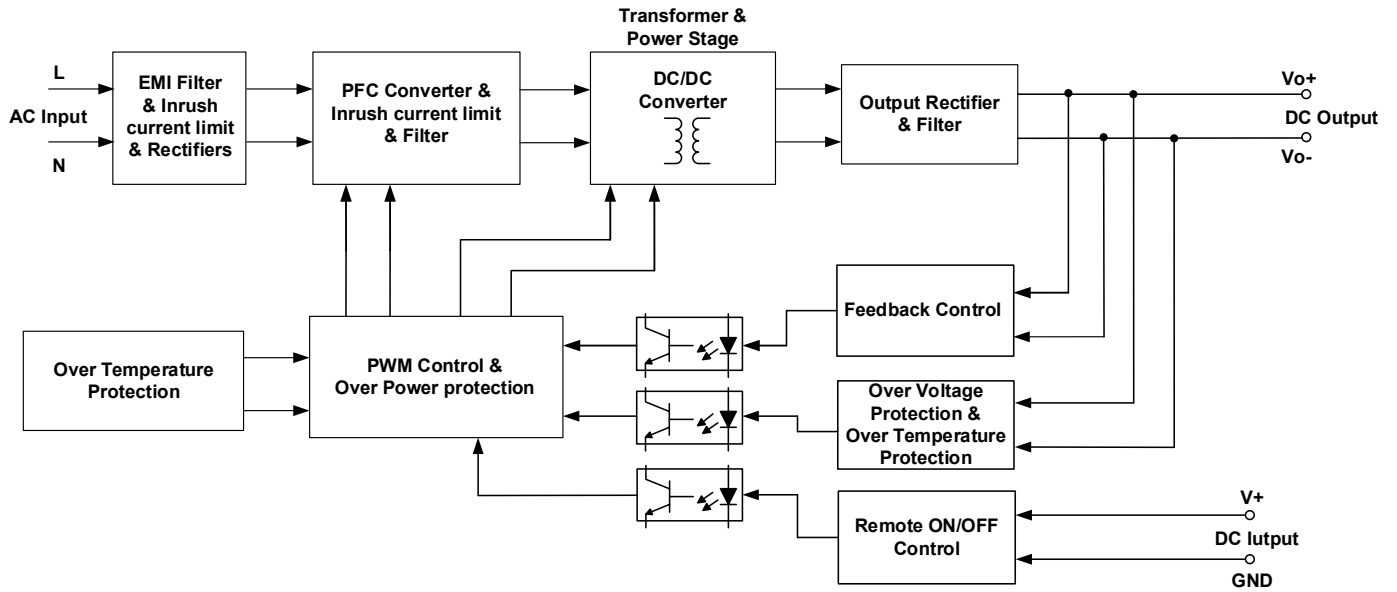 Transformer &
Power Stage
L
AC Input
N
EMI Filter
& Inrush
current limit
& Rectifiers
PFC Converter &
Inrush current limit
& Filter
DC/DC
Converter
Output Rectifier
& Filter
Vo+
DC Output
Vo-
Over Temperature
Protection
PWM Control &
Over Power protection
Feedback Control
Over Voltage
Protection &
Over Temperature
Protection
Remote ON/OFF
Control
V+
DC Iutput
GND